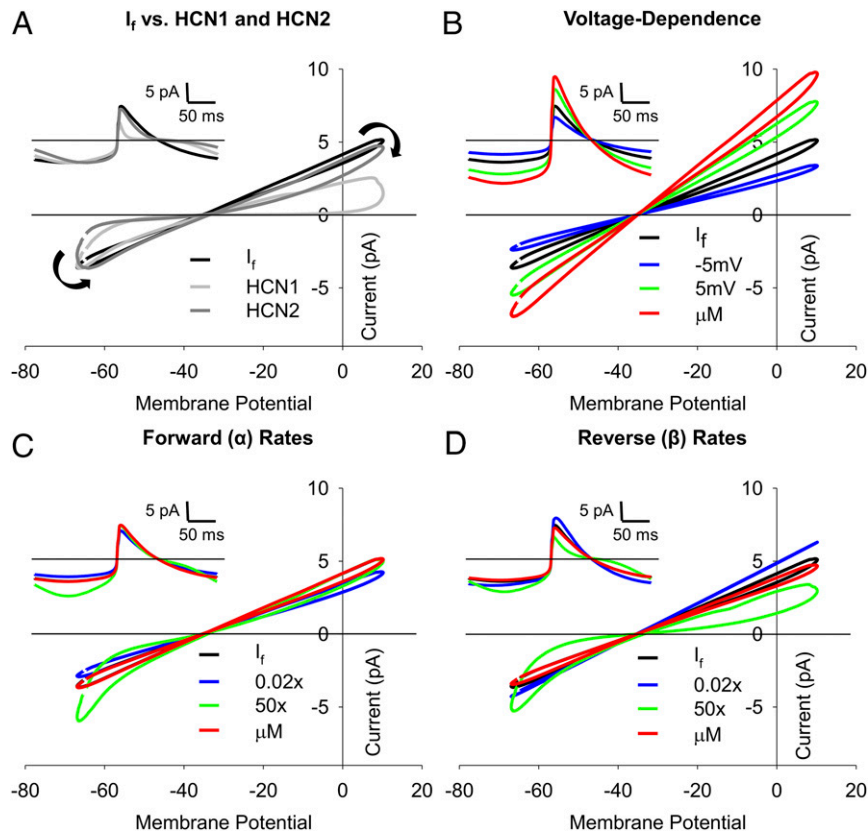 A
I_f vs. HCN1 and HCN2
5 pA
50 ms
10
5
0
-5
I_f
HCN1
HCN2
Current (pA)
-80 -60 -40 -20 0 20
Membrane Potential
B
Voltage-Dependence
5 pA
50 ms
10
5
0
-5
I_f
-5mV
5mV
μM
Current (pA)
-80 -60 -40 -20 0 20
Membrane Potential
C
Forward (α) Rates
5 pA
50 ms
10
5
0
-5
I_f
0.02x
50x
μM
Current (pA)
-80 -60 -40 -20 0 20
Membrane Potential
D
Reverse (β) Rates
5 pA
50 ms
10
5
0
-5
I_f
0.02x
50x
μM
Current (pA)
-80 -60 -40 -20 0 20
Membrane Potential